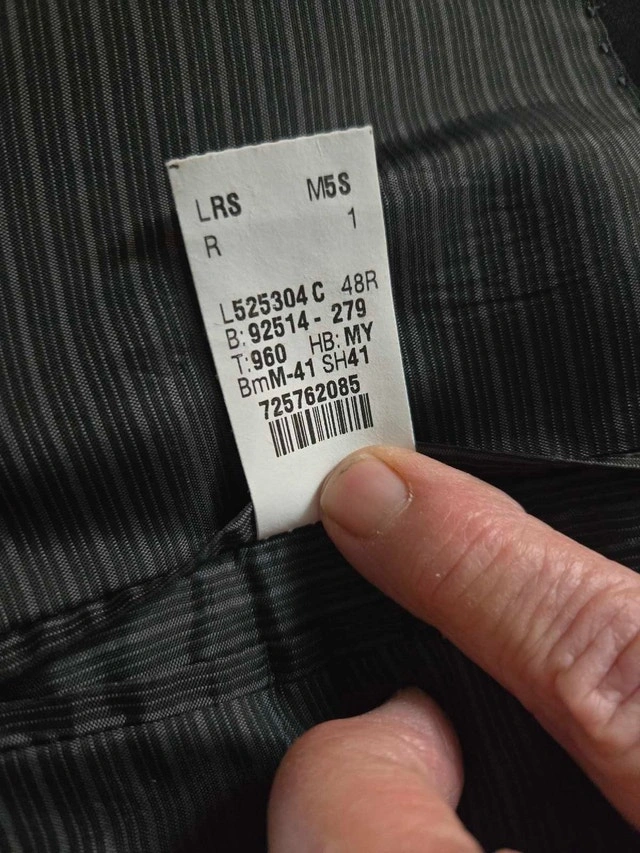 LRS M5S
R 1
L525304 C 48R
B: 92514 - 279
T:960 HB: MY
BmM-41 SH41
725762085